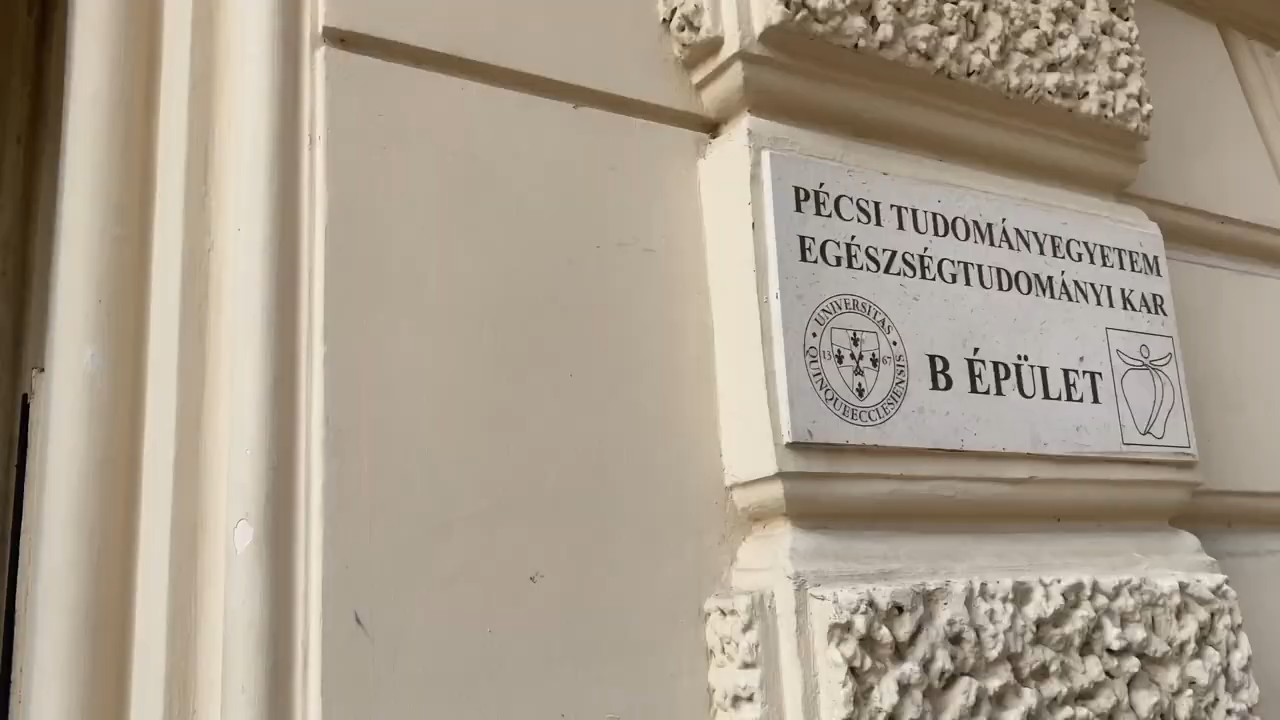 PÉCSI TUDOMÁNYEGYETEM
EGÉSZSÉGTUDOMÁNYI KAR
UNIVERSITAS
13 67
QUINQUEECCLESIENSIS
B ÉPÜLET